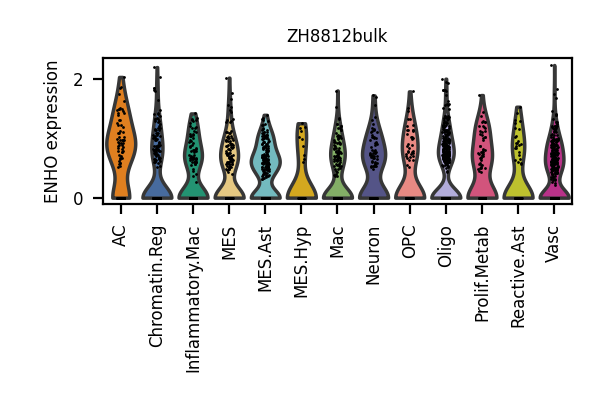 ZH8812bulk
ENHO expression
2
0
AC
Chromatin.Reg
Inflammatory.Mac
MES
MES.Ast
MES.Hyp
Mac
Neuron
OPC
Oligo
Prolif.Metab
Reactive.Ast
Vasc